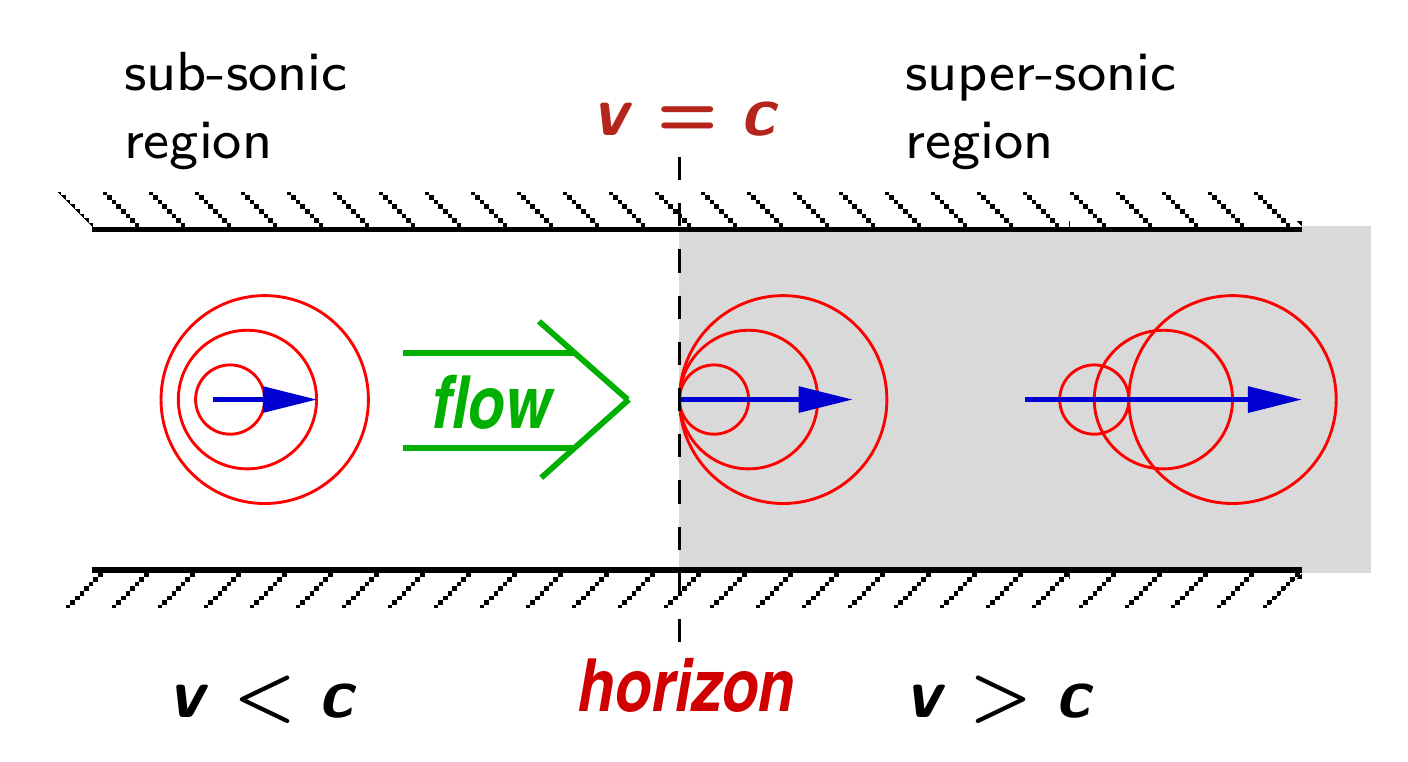 sub-sonic
region
v = c
super-sonic
region
flow
v < c
horizon
v > c